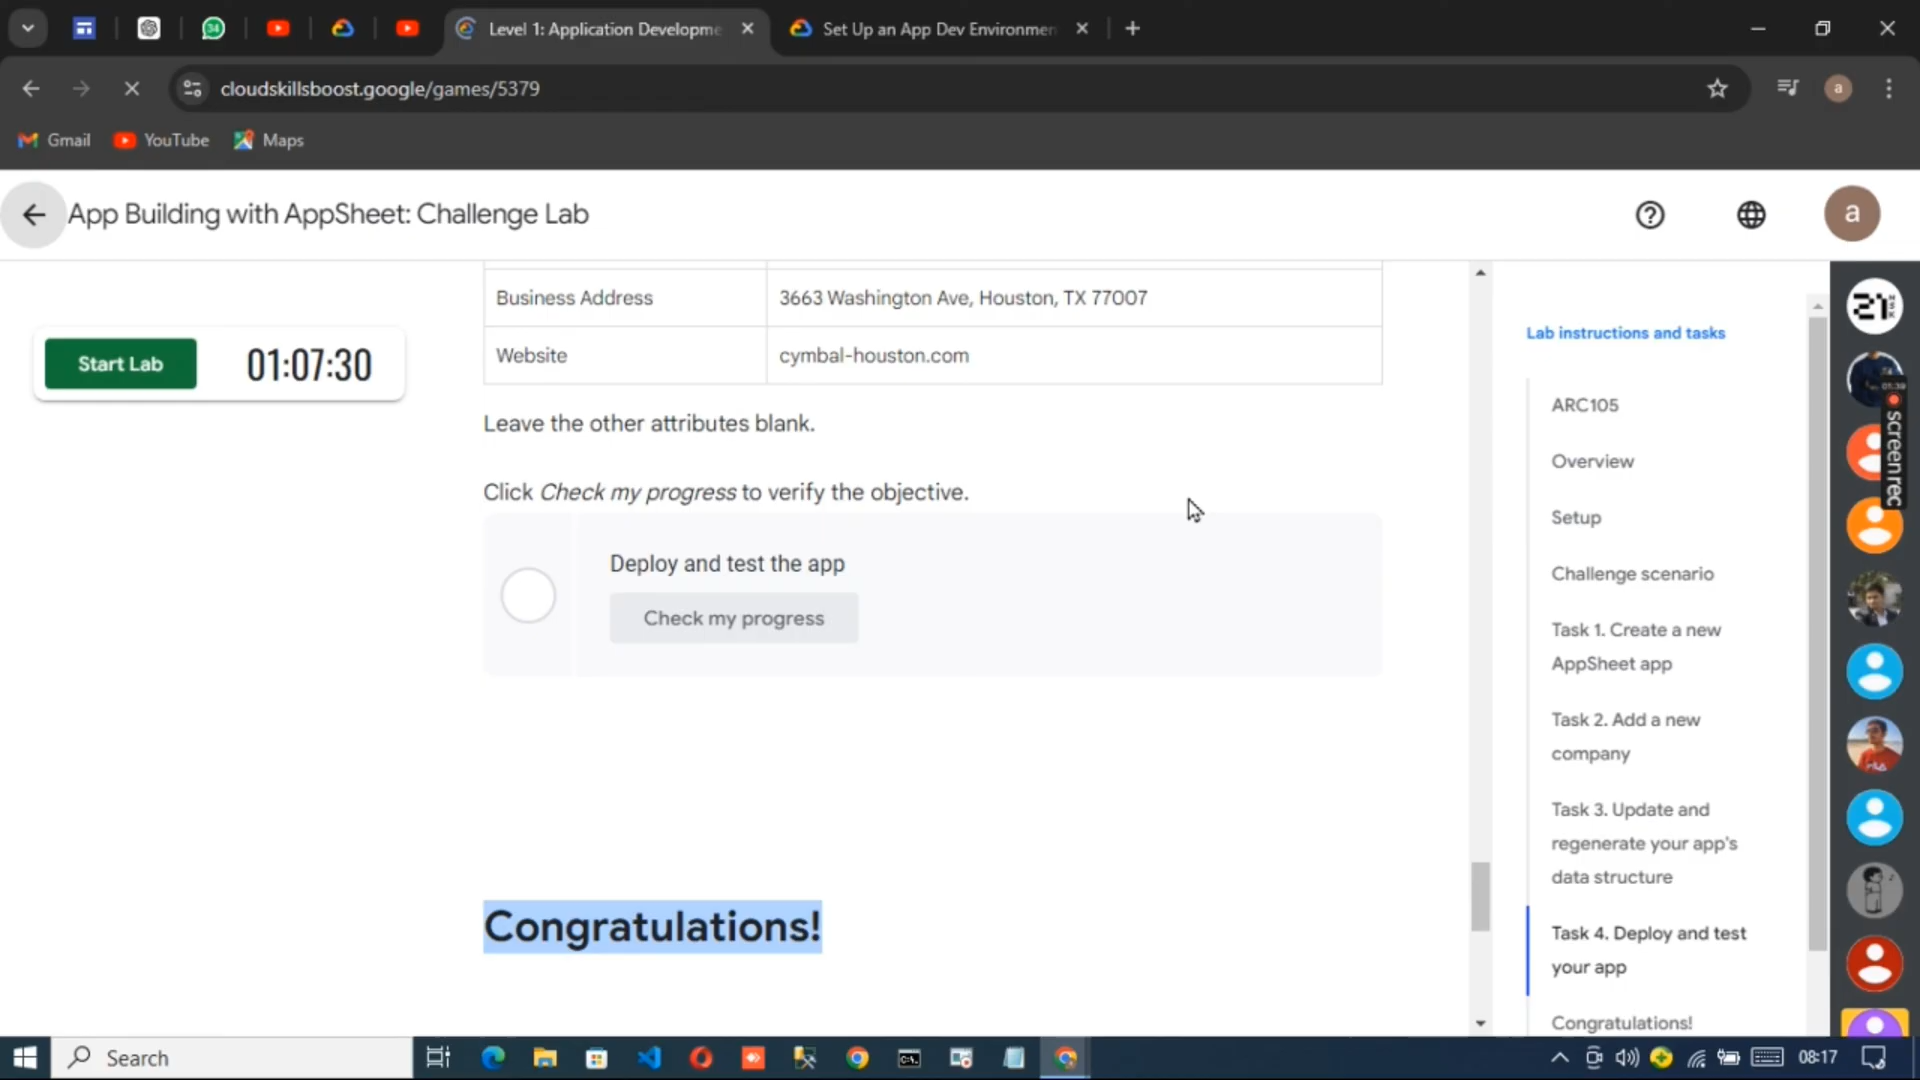 Level 1: Application Developme
Set Up an App Dev Environmen
cloudskillsboost.google/games/5379
a
Gmail
YouTube
Maps
App Building with AppSheet: Challenge Lab
a
Start Lab
01:07:30
Business Address
3663 Washington Ave, Houston, TX 77007
Website
cymbal-houston.com
Leave the other attributes blank.
Click Check my progress to verify the objective.
Deploy and test the app
Check my progress
Congratulations!
Lab instructions and tasks
ARC105
Overview
Setup
Challenge scenario
Task 1. Create a new
AppSheet app
Task 2. Add a new
company
Task 3. Update and
regenerate your app's
data structure
Task 4. Deploy and test
your app
Congratulations!
21
01:39
screen rec
Search
08:17